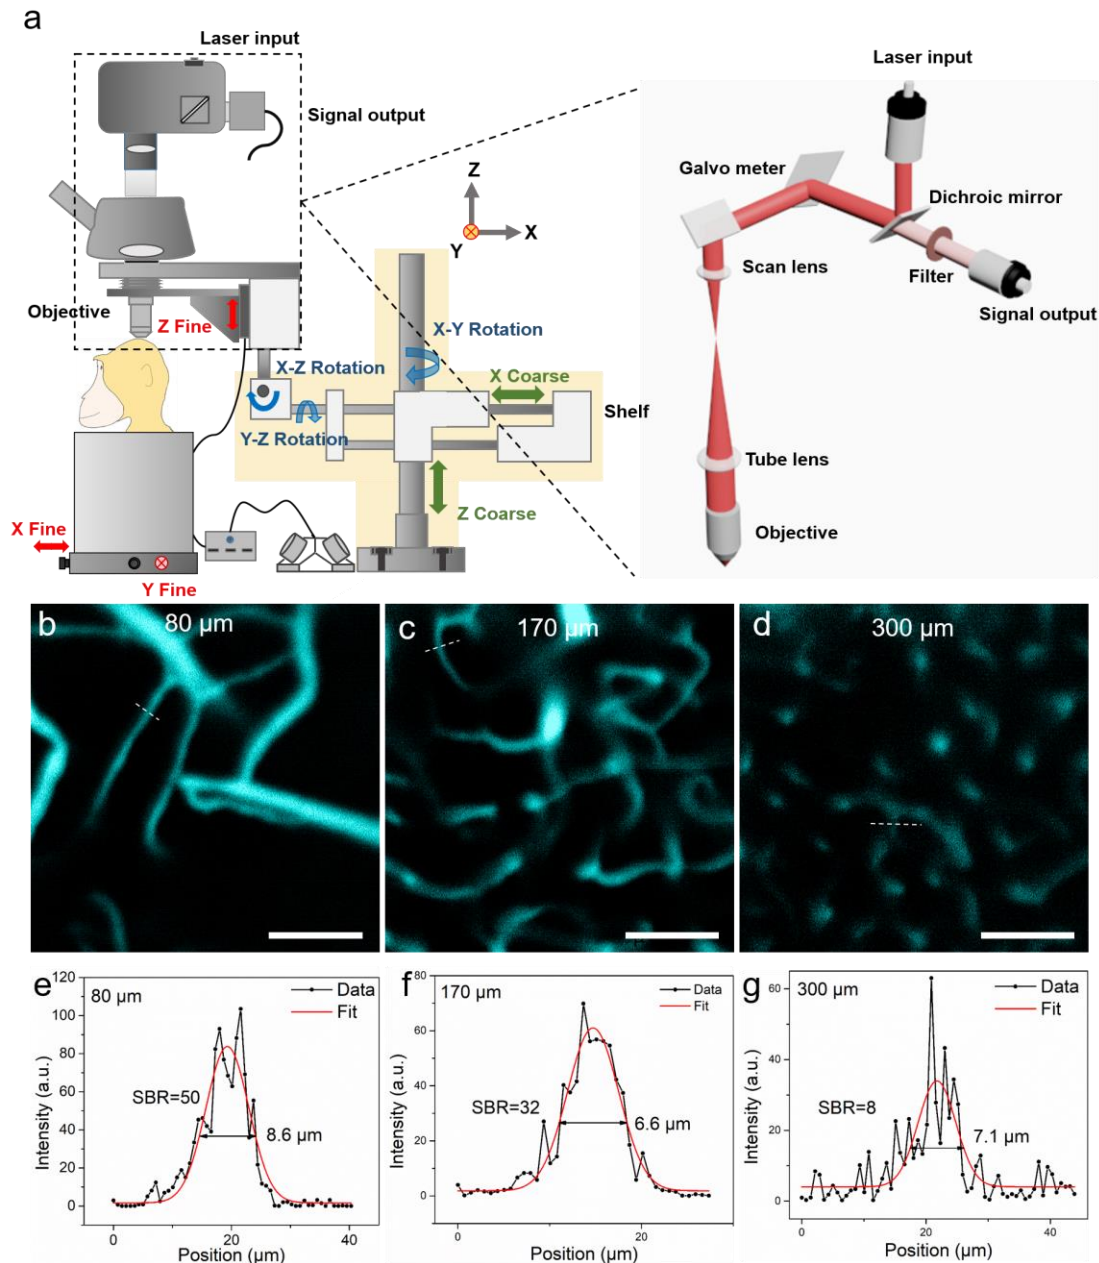 a
Laser input
Signal output
Z
X
Y
Objective
Z Fine
X-Y Rotation
X-Z Rotation
X Coarse
Shelf
Y-Z Rotation
Z Coarse
X Fine
Y Fine
Laser input
Galvo meter
Dichroic mirror
Scan lens
Filter
Signal output
Tube lens
Objective
b
80 µm
c
170 µm
d
300 µm
e
80 µm
Data
Fit
SBR=50
8.6 µm
Intensity (a.u.)
120
100
80
60
40
20
0
0
20
40
Position (µm)
f
170 µm
Data
Fit
SBR=32
6.6 µm
Intensity (a.u.)
80
60
40
20
0
0
20
Position (µm)
g
300 µm
Data
Fit
SBR=8
7.1 µm
Intensity (a.u.)
60
40
20
0
0
20
40
Position (µm)